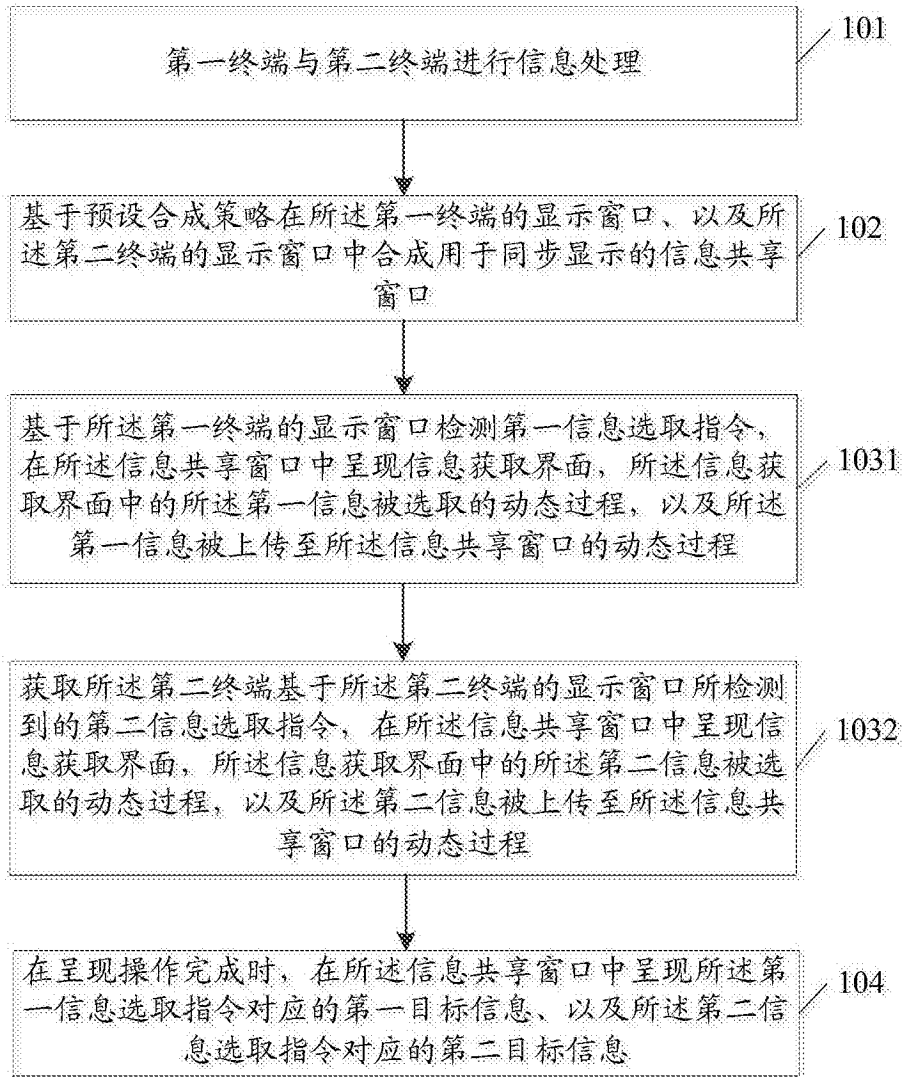 第一终端与第二终端进行信息处理
101
基于预设合成策略在所述第一终端的显示窗口、以及所
述第二终端的显示窗口中合成用于同步显示的信息共享
窗口
102
基于所述第一终端的显示窗口检测第一信息选取指令，
在所述信息共享窗口中呈现信息获取界面，所述信息获
取界面中的所述第一信息被选取的动态过程，以及所述
第一信息被上传至所述信息共享窗口的动态过程
1031
获取所述第二终端基于所述第二终端的显示窗口所检测
到的第二信息选取指令，在所述信息共享窗口中呈现信
息获取界面，所述信息获取界面中的所述第二信息被选
取的动态过程，以及所述第二信息被上传至所述信息共
享窗口的动态过程
1032
在呈现操作完成时，在所述信息共享窗口中呈现所述第
一信息选取指令对应的第一目标信息、以及所述第二信
息选取指令对应的第二目标信息
104